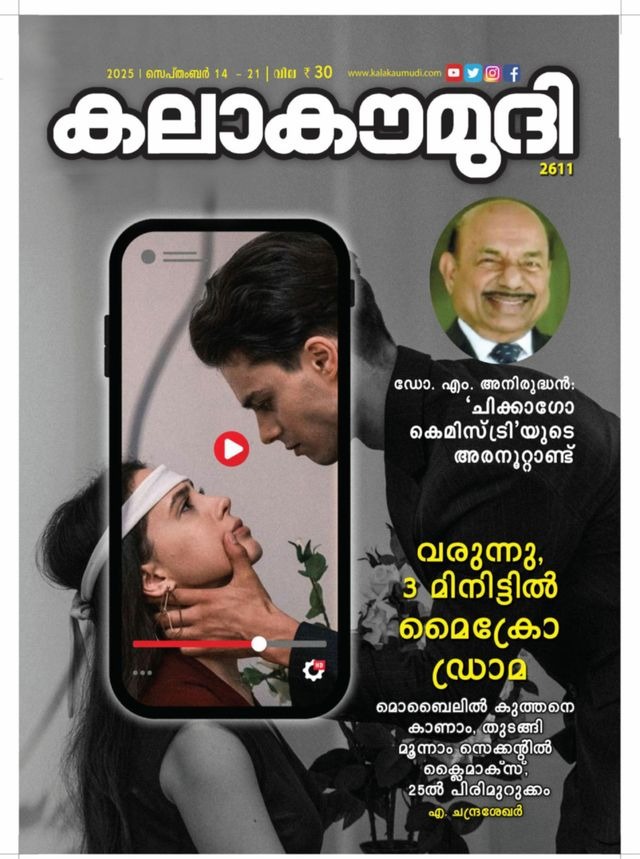 2025 | സെപ്തംബർ 14 - 21 | വില ₹ 30 www.kalakaumudi.com
കലാകൗമുദി
2611
ഡോ. എം. അനിരുദ്ധൻ:
‘ചിക്കാഗോ
കെമിസ്ട്രി’യുടെ
അരനൂറ്റാണ്ട്
വരുന്നു,
3 മിനിട്ടിൽ
മൈക്രോ
ഡ്രാമ
മൊബൈലിൽ കുത്തനെ
കാണാം, തുടങ്ങി
മൂന്നാം സെക്കന്റിൽ
ക്ലൈമാക്സ്,
25ൽ പിരിമുറുക്കം
എ. ചന്ദ്രശേഖർ
HD